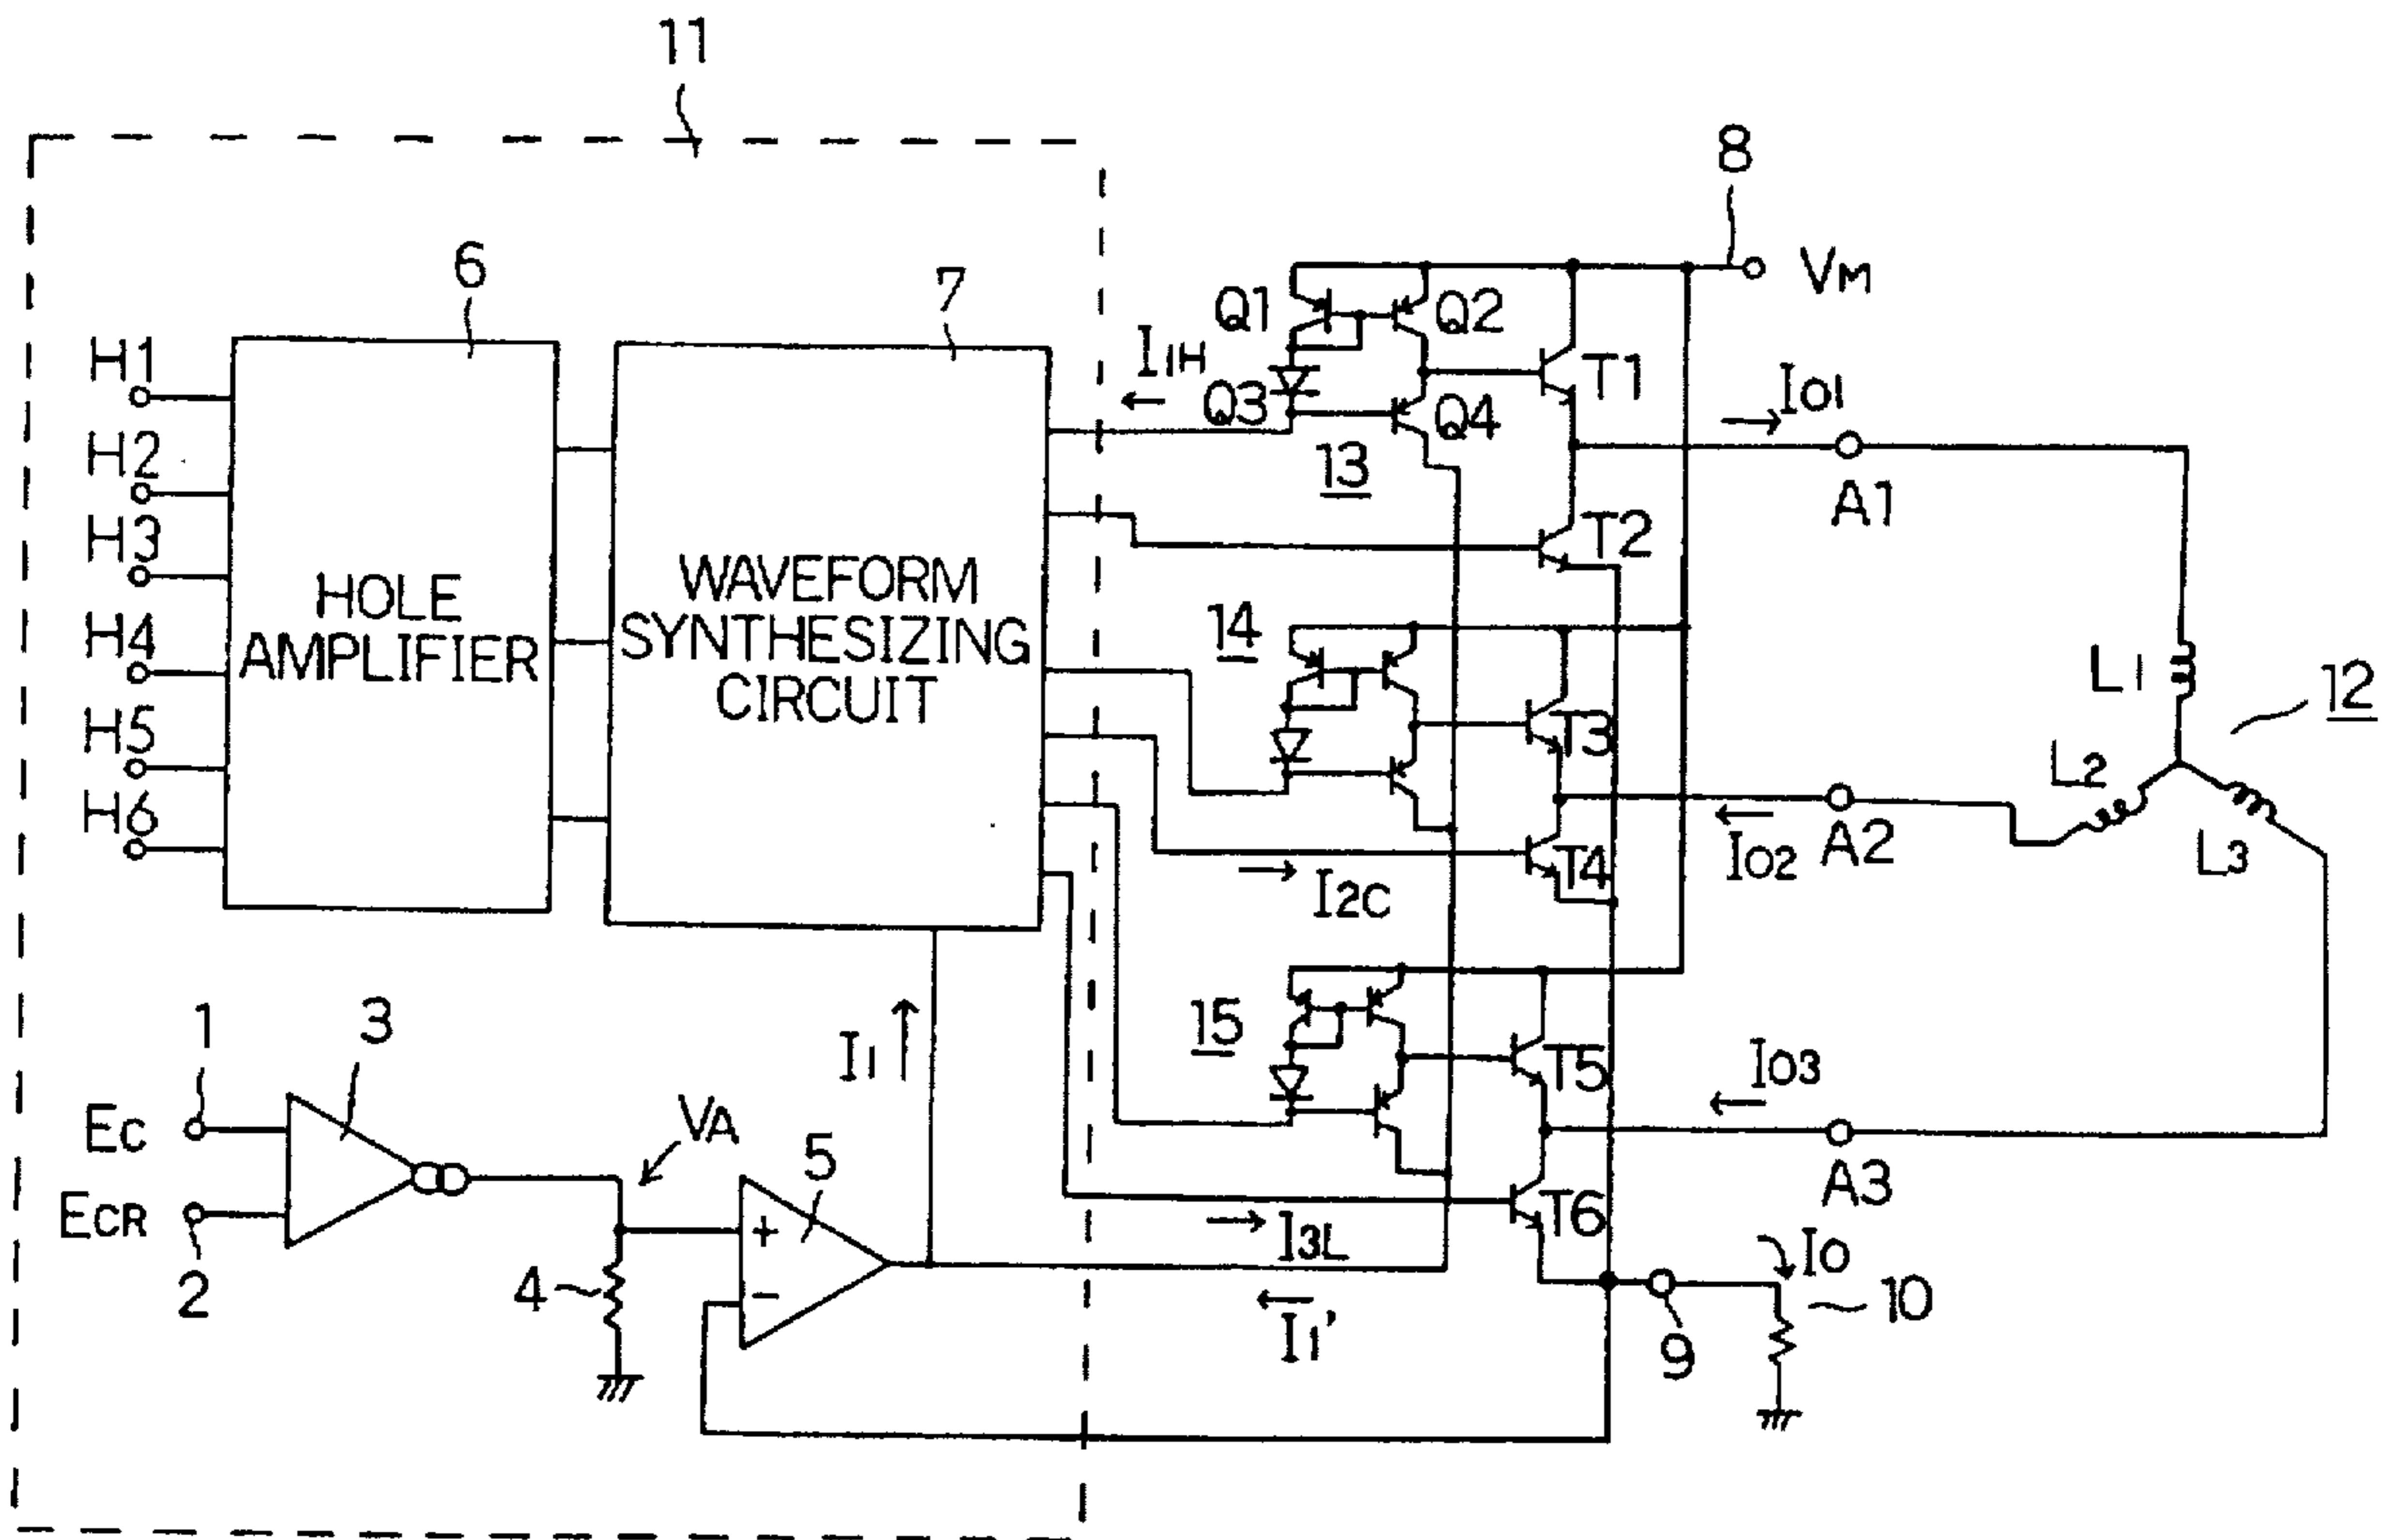 11
8
VM
6
7
Q1
Q2
I1H
Q3
Q4
T1
IO1
13
A1
T2
H1
H2
H3
H4
H5
H6
HOLE
AMPLIFIER
WAVEFORM
SYNTHESIZING
CIRCUIT
14
T3
L1
12
L2
L3
A2
IO2
T4
I2C
15
T5
IO3
A3
T6
I3L
I1'
I1
1
3
EC
ECR
2
VA
4
5
+
-
IO
10
9